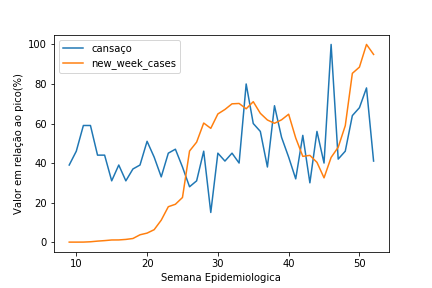 cansaço
new_week_cases
Valor em relação ao pico(%)
100
80
60
40
20
0
10
20
30
40
50
Semana Epidemiologica